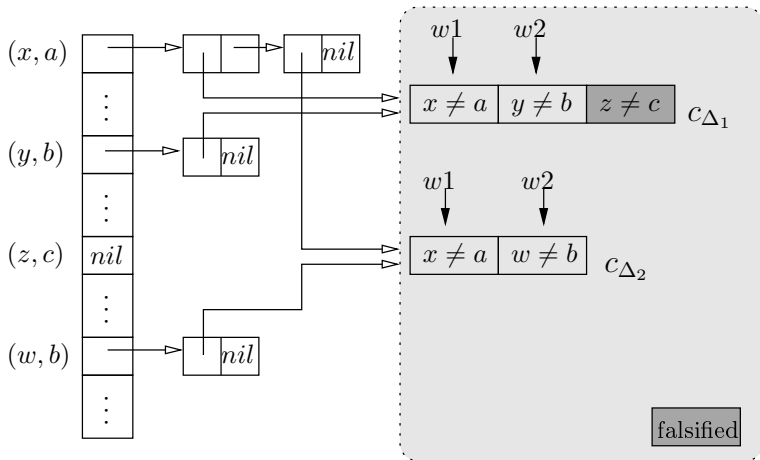 w1 w2
(x, a) nil
x ≠ a y ≠ b z ≠ c c_{Δ_1}
⋮
(y, b) nil
w1 w2
⋮
(z, c) nil x ≠ a w ≠ b c_{Δ_2}
⋮
(w, b) nil
⋮
falsified